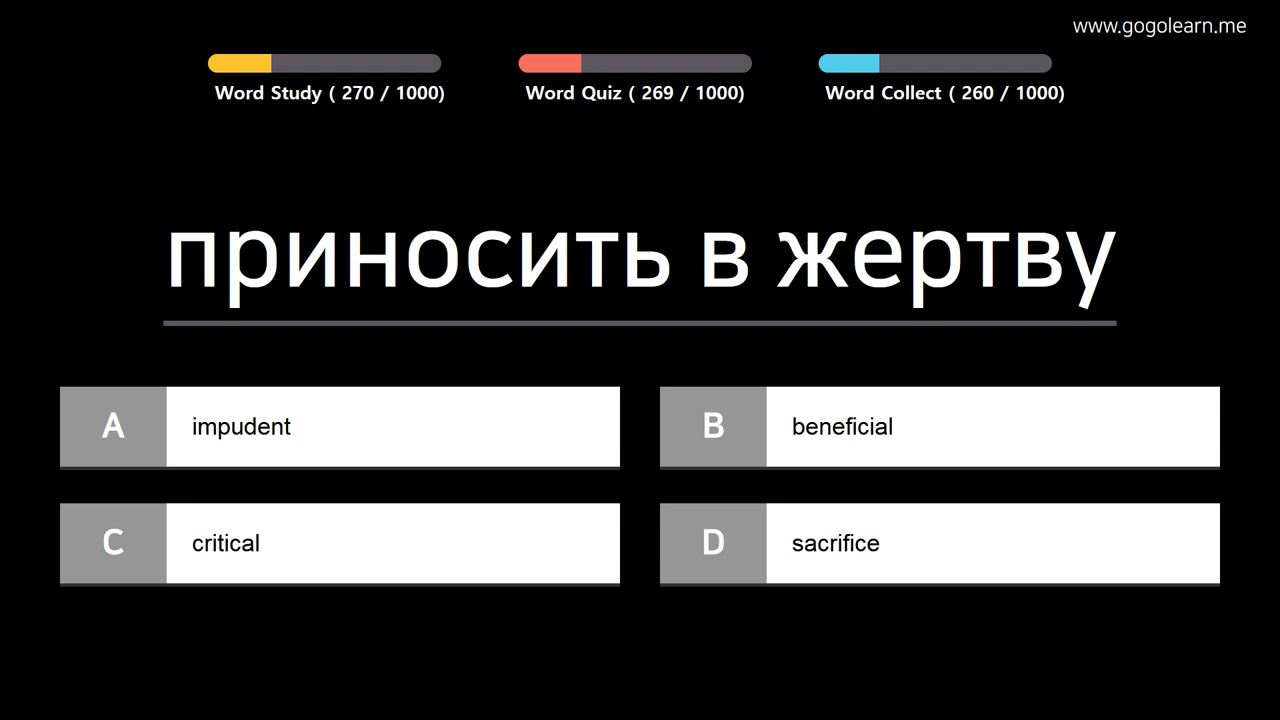 www.gogolearn.me
Word Study ( 270 / 1000)
Word Quiz ( 269 / 1000)
Word Collect ( 260 / 1000)
приносить в жертву
A impudent
B beneficial
C critical
D sacrifice